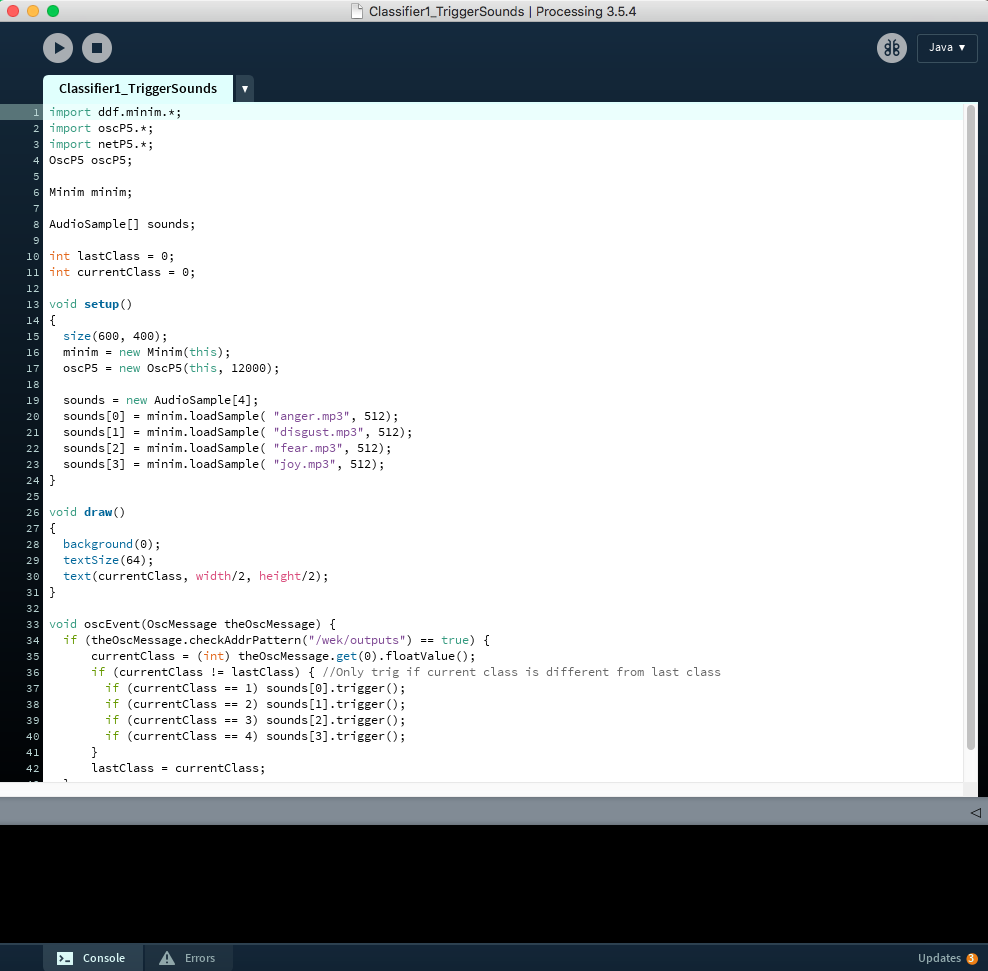 Classifier1_TriggerSounds | Processing 3.5.4
Java ▼
Classifier1_TriggerSounds ▼
1 import ddf.minim.*;
2 import oscP5.*;
3 import netP5.*;
4 OscP5 oscP5;
5
6 Minim minim;
7
8 AudioSample[] sounds;
9
10 int lastClass = 0;
11 int currentClass = 0;
12
13 void setup()
14 {
15   size(600, 400);
16   minim = new Minim(this);
17   oscP5 = new OscP5(this, 12000);
18
19   sounds = new AudioSample[4];
20   sounds[0] = minim.loadSample( "anger.mp3", 512);
21   sounds[1] = minim.loadSample( "disgust.mp3", 512);
22   sounds[2] = minim.loadSample( "fear.mp3", 512);
23   sounds[3] = minim.loadSample( "joy.mp3", 512);
24 }
25
26 void draw()
27 {
28   background(0);
29   textSize(64);
30   text(currentClass, width/2, height/2);
31 }
32
33 void oscEvent(OscMessage theOscMessage) {
34   if (theOscMessage.checkAddrPattern("/wek/outputs") == true) {
35       currentClass = (int) theOscMessage.get(0).floatValue();
36       if (currentClass != lastClass) { //Only trig if current class is different from last class
37         if (currentClass == 1) sounds[0].trigger();
38         if (currentClass == 2) sounds[1].trigger();
39         if (currentClass == 3) sounds[2].trigger();
40         if (currentClass == 4) sounds[3].trigger();
41       }
42       lastClass = currentClass;
Console
Errors
Updates 3